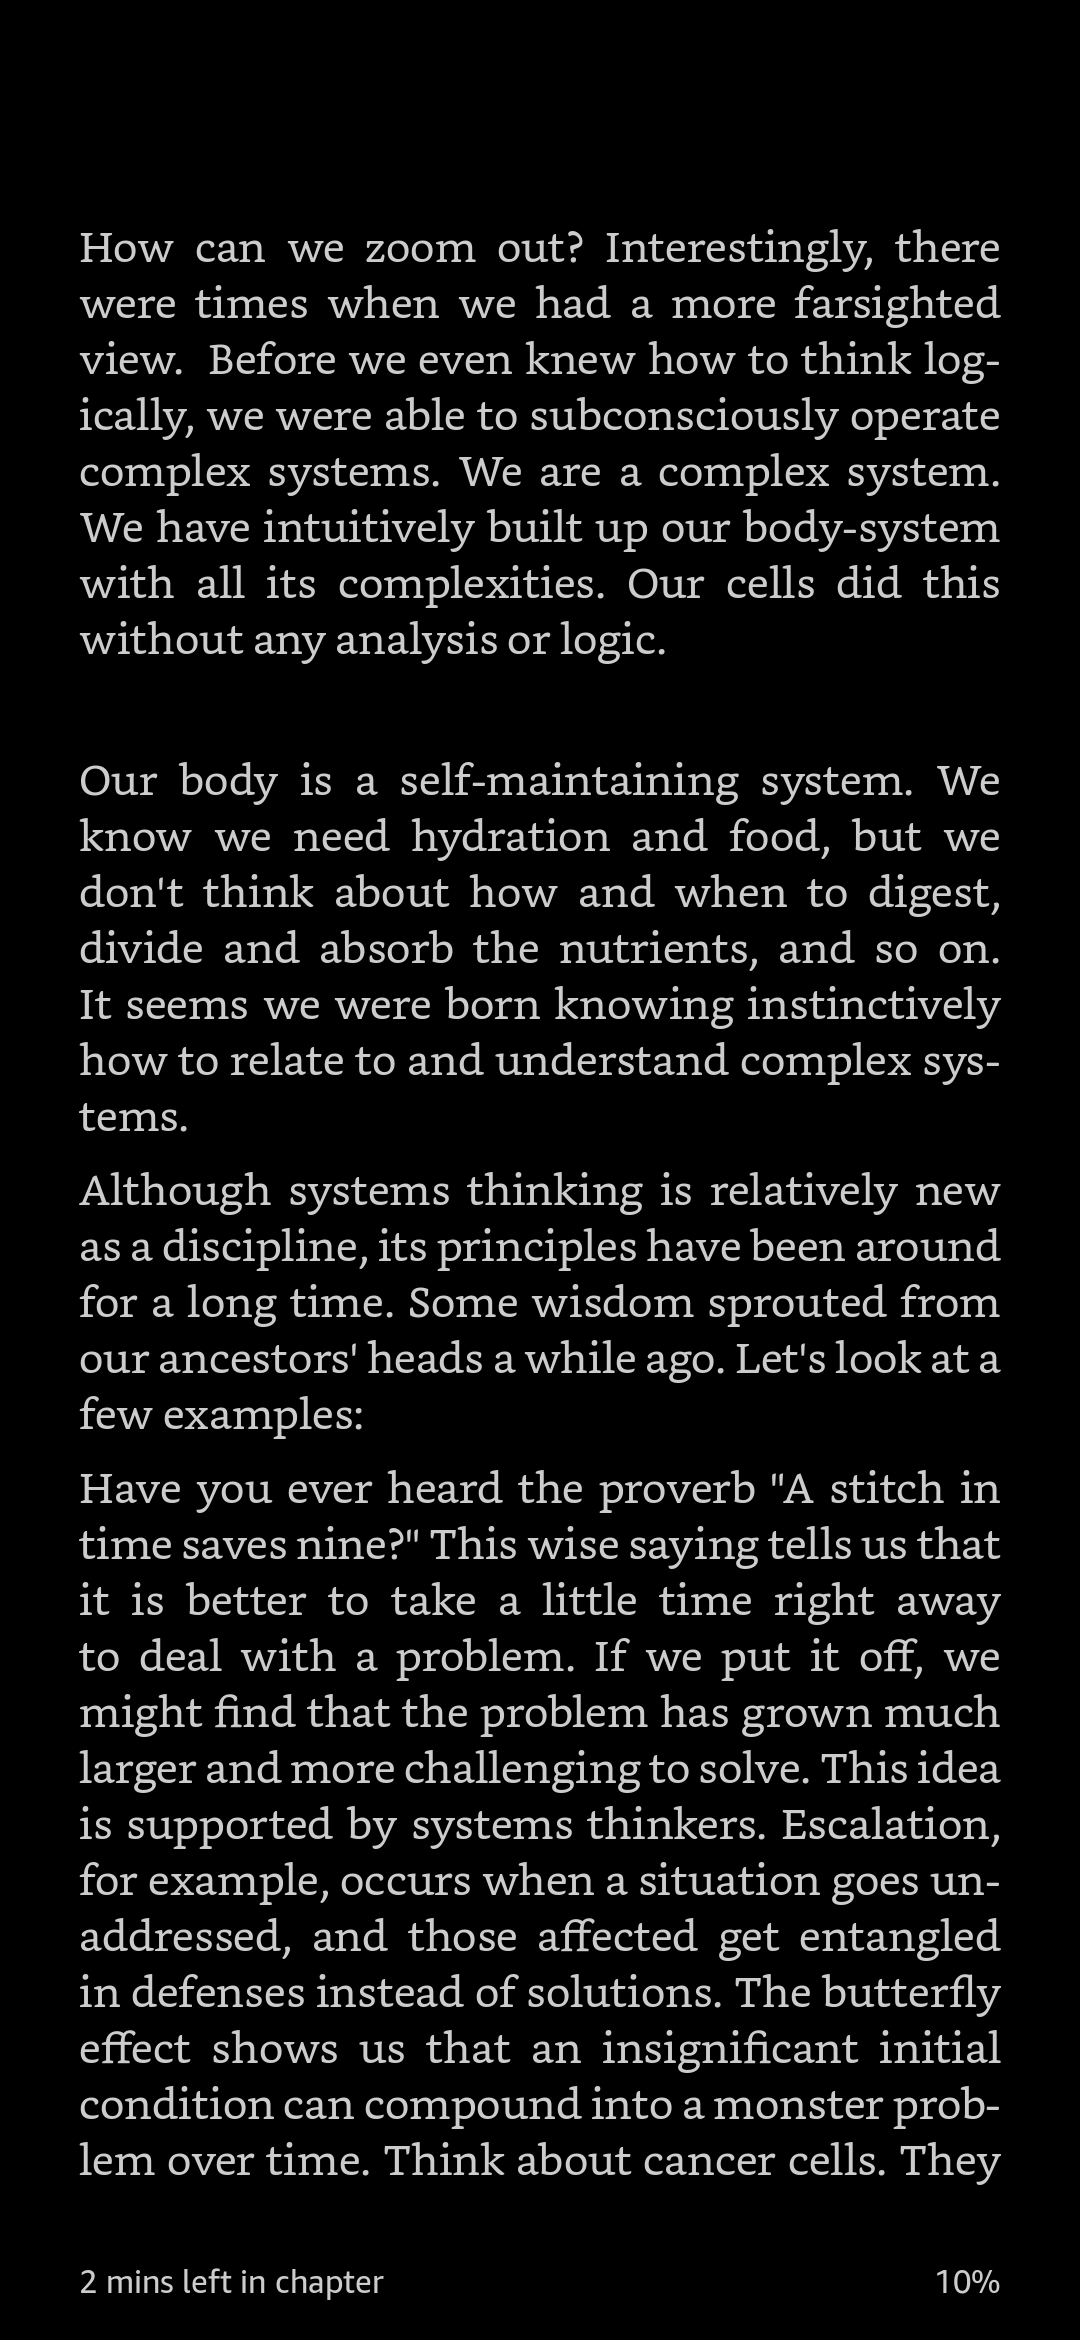 How can we zoom out? Interestingly, there
were times when we had a more farsighted
view.  Before we even knew how to think log-
ically, we were able to subconsciously operate
complex systems. We are a complex system.
We have intuitively built up our body-system
with all its complexities. Our cells did this
without any analysis or logic.
Our body is a self-maintaining system. We
know we need hydration and food, but we
don't think about how and when to digest,
divide and absorb the nutrients, and so on.
It seems we were born knowing instinctively
how to relate to and understand complex sys-
tems.
Although systems thinking is relatively new
as a discipline, its principles have been around
for a long time. Some wisdom sprouted from
our ancestors' heads a while ago. Let's look at a
few examples:
Have you ever heard the proverb "A stitch in
time saves nine?" This wise saying tells us that
it is better to take a little time right away
to deal with a problem. If we put it off, we
might find that the problem has grown much
larger and more challenging to solve. This idea
is supported by systems thinkers. Escalation,
for example, occurs when a situation goes un-
addressed, and those affected get entangled
in defenses instead of solutions. The butterfly
effect shows us that an insignificant initial
condition can compound into a monster prob-
lem over time. Think about cancer cells. They
2 mins left in chapter 10%